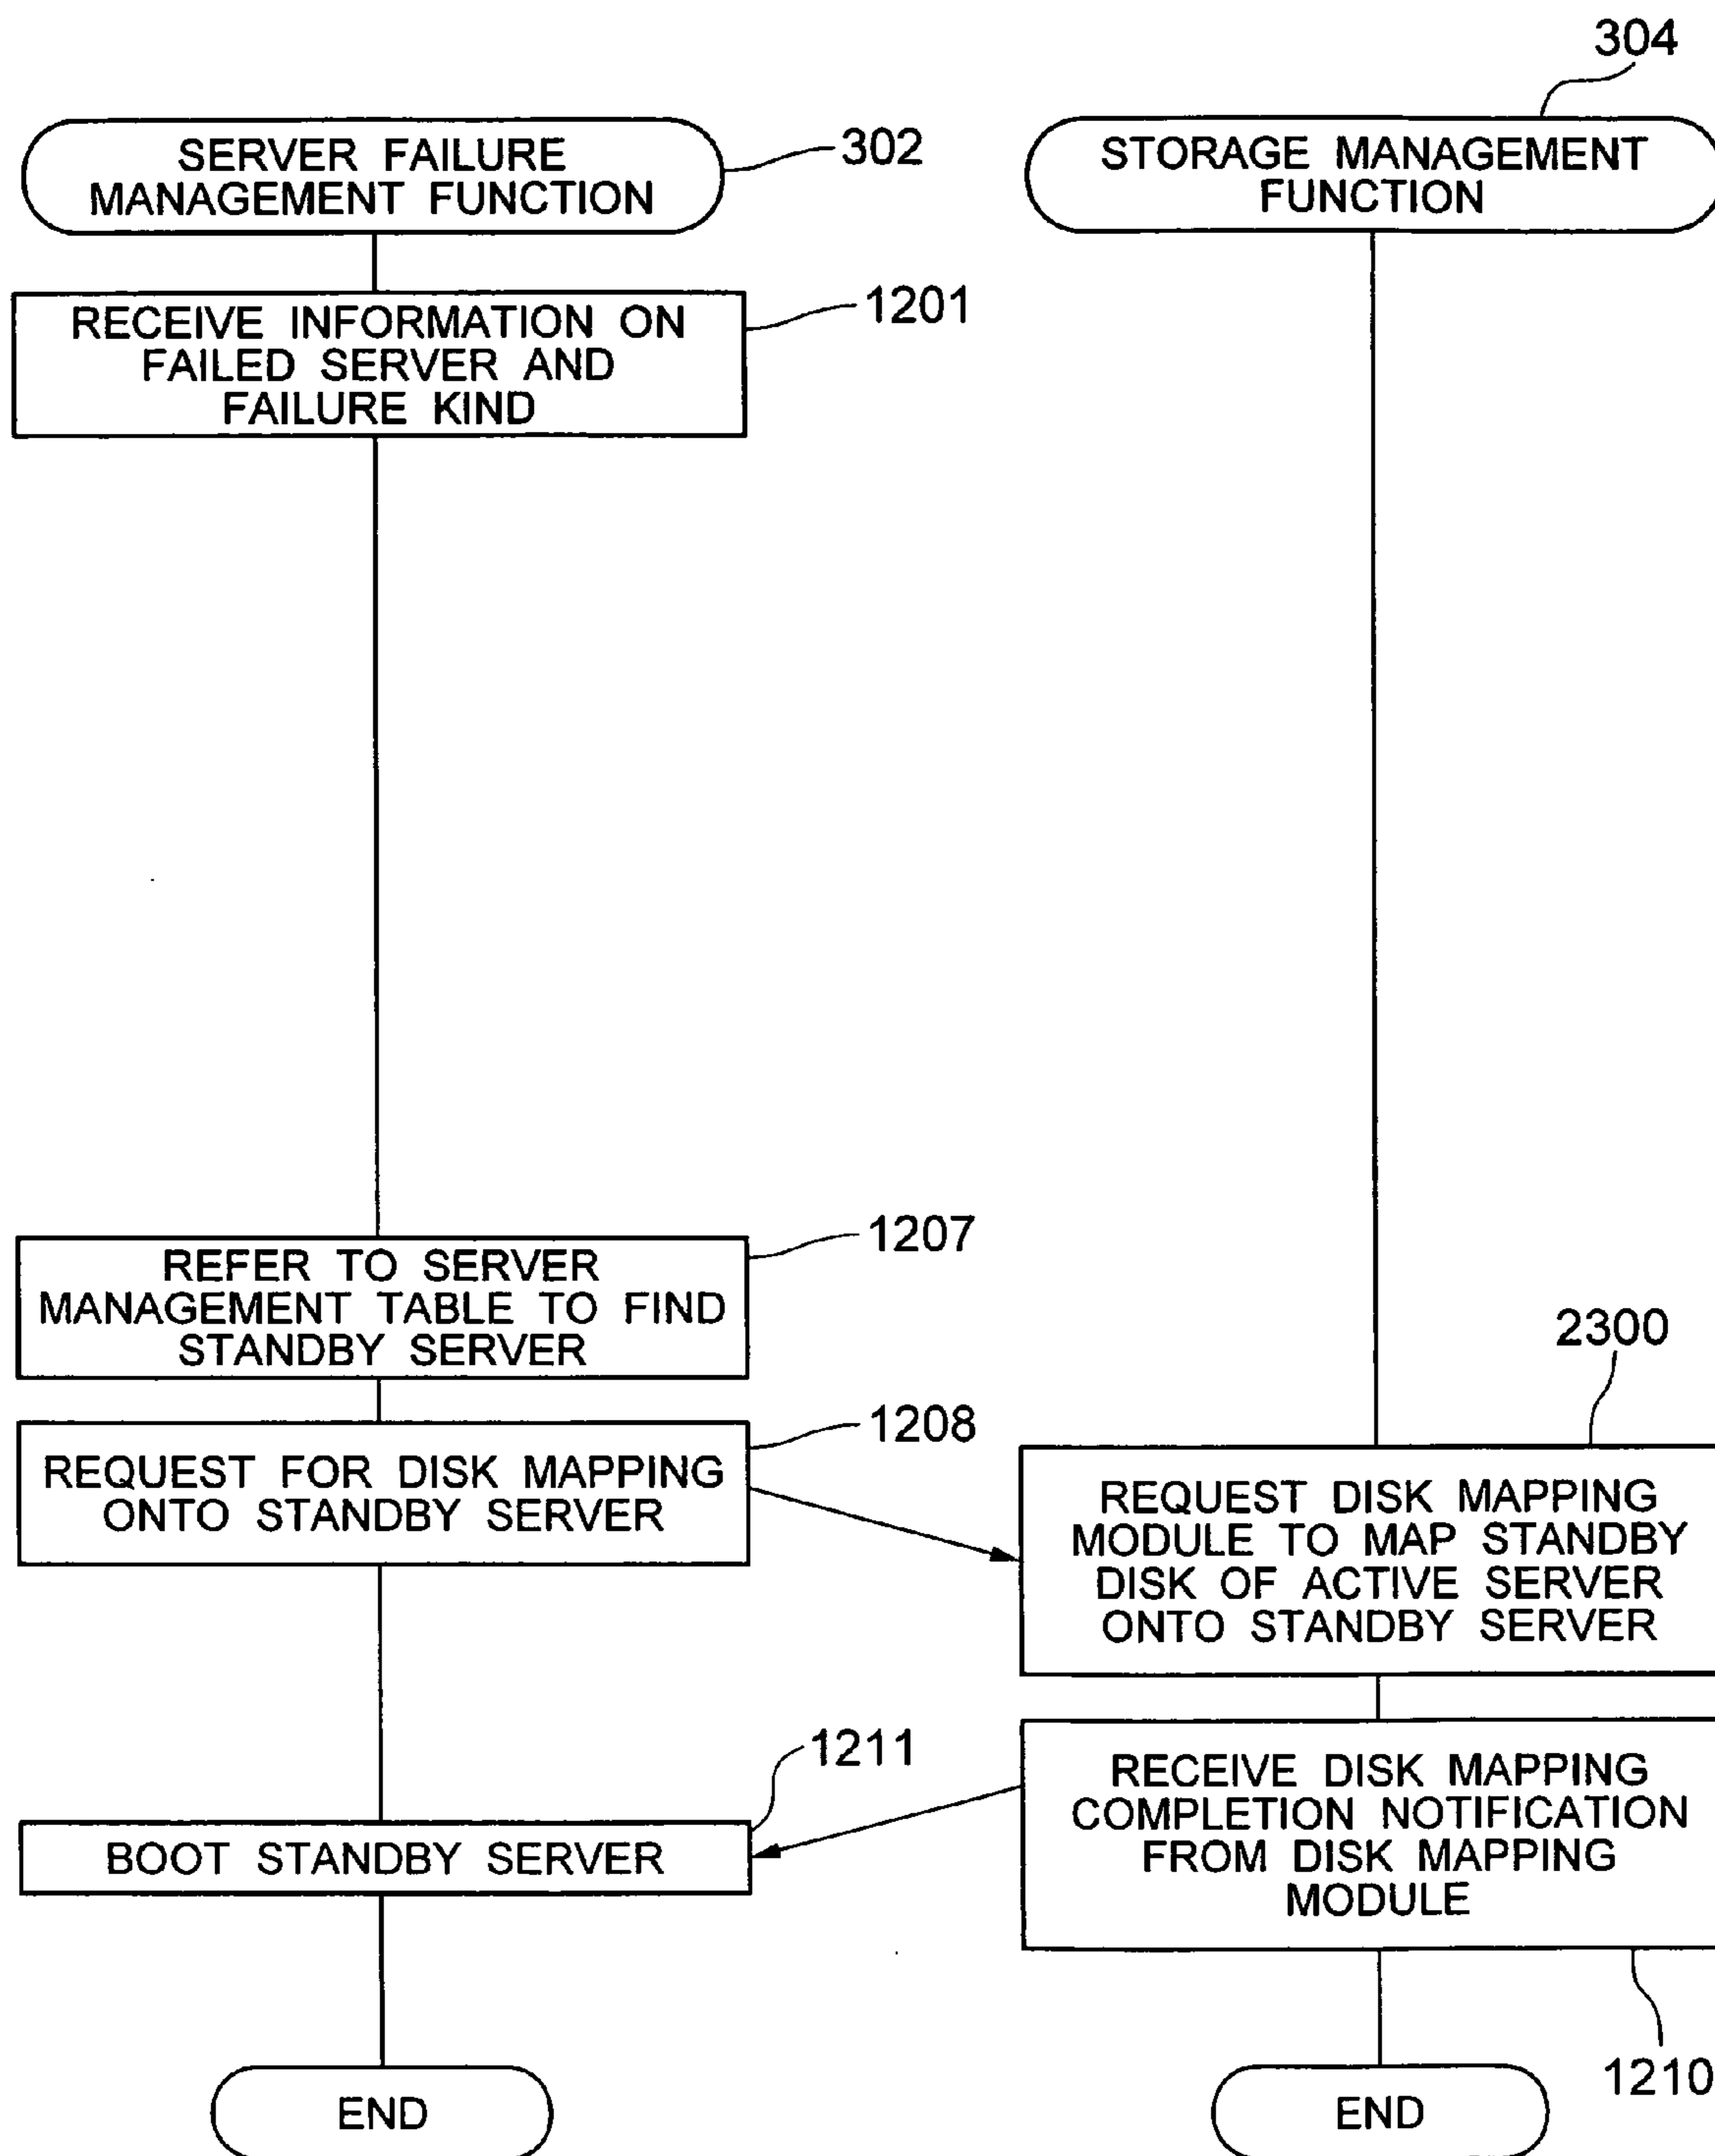 304
SERVER FAILURE
MANAGEMENT FUNCTION
302
STORAGE MANAGEMENT
FUNCTION
RECEIVE INFORMATION ON
FAILED SERVER AND
FAILURE KIND
1201
REFER TO SERVER
MANAGEMENT TABLE TO FIND
STANDBY SERVER
1207
REQUEST FOR DISK MAPPING
ONTO STANDBY SERVER
1208
2300
REQUEST DISK MAPPING
MODULE TO MAP STANDBY
DISK OF ACTIVE SERVER
ONTO STANDBY SERVER
1211
BOOT STANDBY SERVER
RECEIVE DISK MAPPING
COMPLETION NOTIFICATION
FROM DISK MAPPING
MODULE
1210
END
END